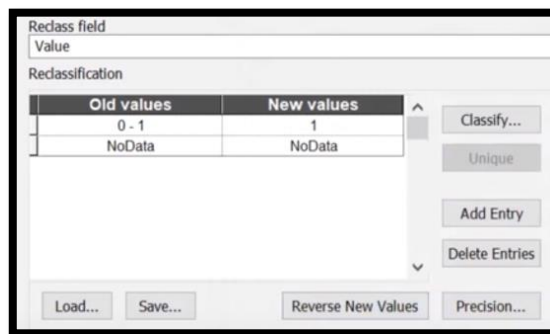 Reclass field
Value
Reclassification
Old values New values
0 - 1 1
NoData NoData
Classify...
Unique
Add Entry
Delete Entries
Load... Save... Reverse New Values Precision...